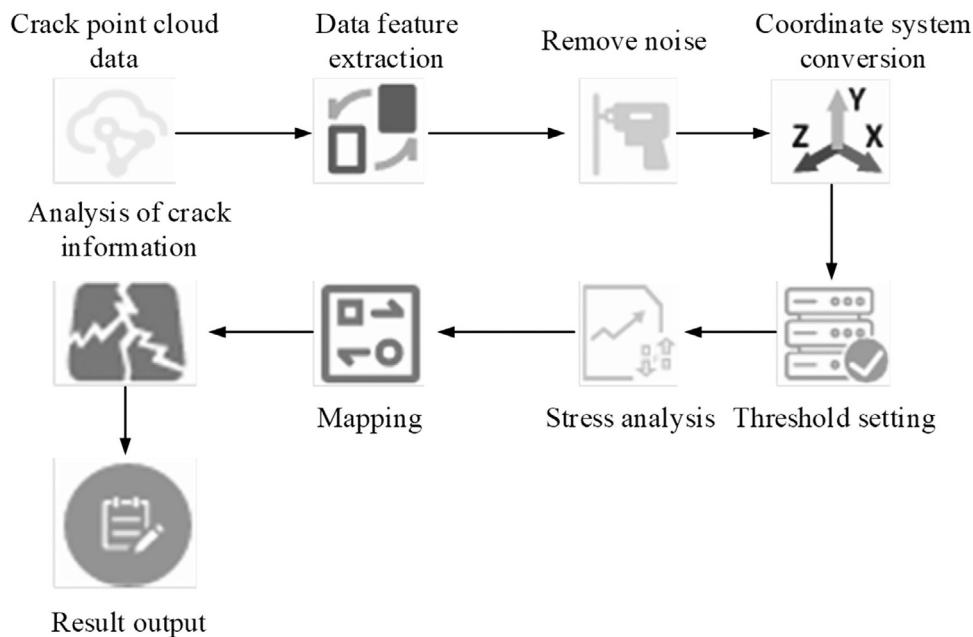 Crack point cloud
data
Data feature
extraction
Remove noise
Coordinate system
conversion
Y
Z
X
Analysis of crack
information
Mapping
Stress analysis
Threshold setting
Result output